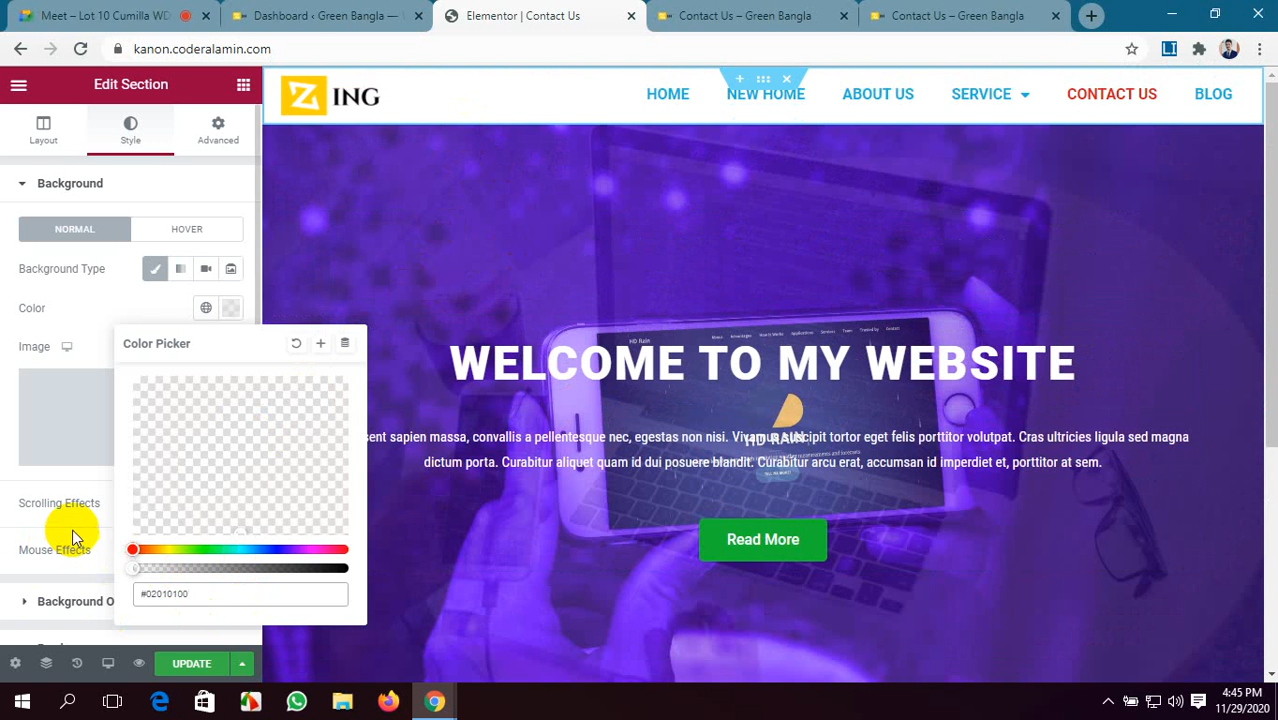 Meet – Lot 10 Cumilla WD
Dashboard ‹ Green Bangla —
Elementor | Contact Us
Contact Us – Green Bangla
Contact Us – Green Bangla
kanon.coderalamin.com
Edit Section
Layout
Style
Advanced
Background
NORMAL
HOVER
Background Type
Color
Image
Color Picker
#02010100
Scrolling Effects
Mouse Effects
Background O
UPDATE
ZING
HOME
NEW HOME
ABOUT US
SERVICE
CONTACT US
BLOG
HD Rain
WELCOME TO MY WEBSITE
HD RAIN
sent sapien massa, convallis a pellentesque nec, egestas non nisi. Vivamus suscipit tortor eget felis porttitor volutpat. Cras ultricies ligula sed magna
dictum porta. Curabitur aliquet quam id dui posuere blandit. Curabitur arcu erat, accumsan id imperdiet et, porttitor at sem.
Read More
4:45 PM
11/29/2020